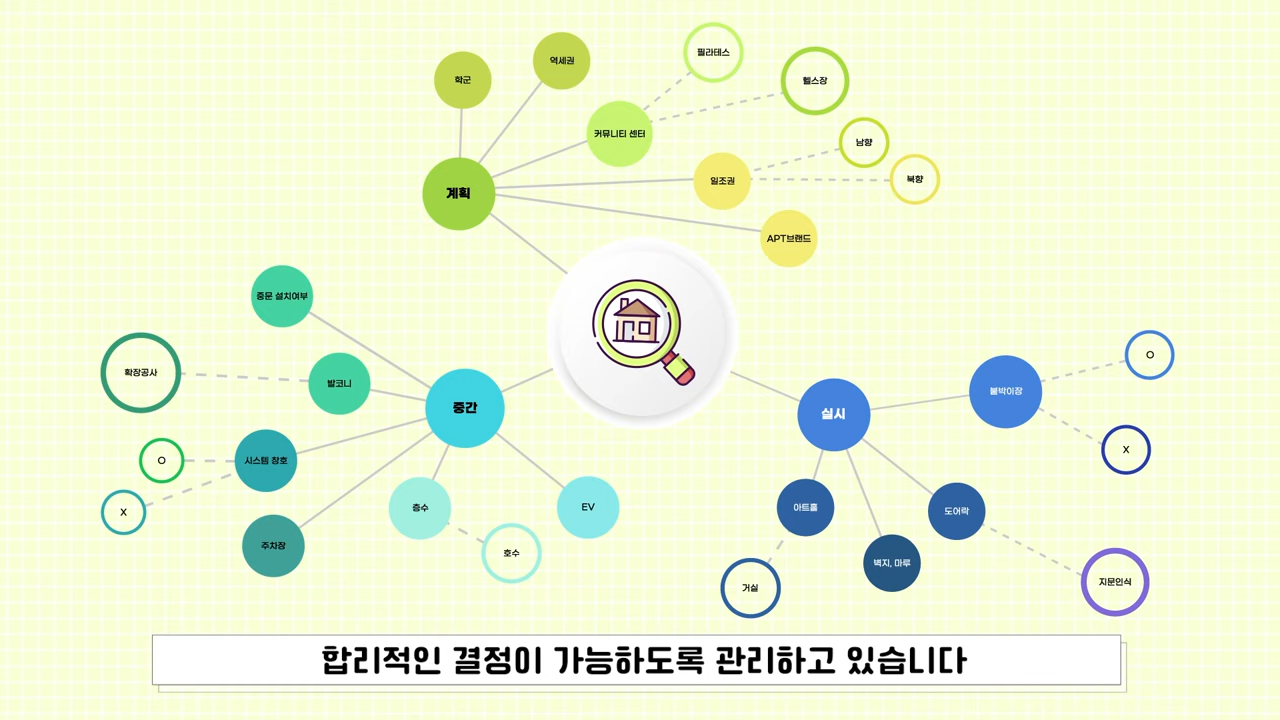 필라테스
역세권
학군
헬스장
커뮤니티 센터
남향
일조권
북향
계획
APT브랜드
중문 설치여부
확장공사
발코니
중간
O
시스템 창호
X
주차장
층수
EV
호수
실시
붙박이장
O
X
아트홀
도어락
벽지, 마루
거실
지문인식
합리적인 결정이 가능하도록 관리하고 있습니다